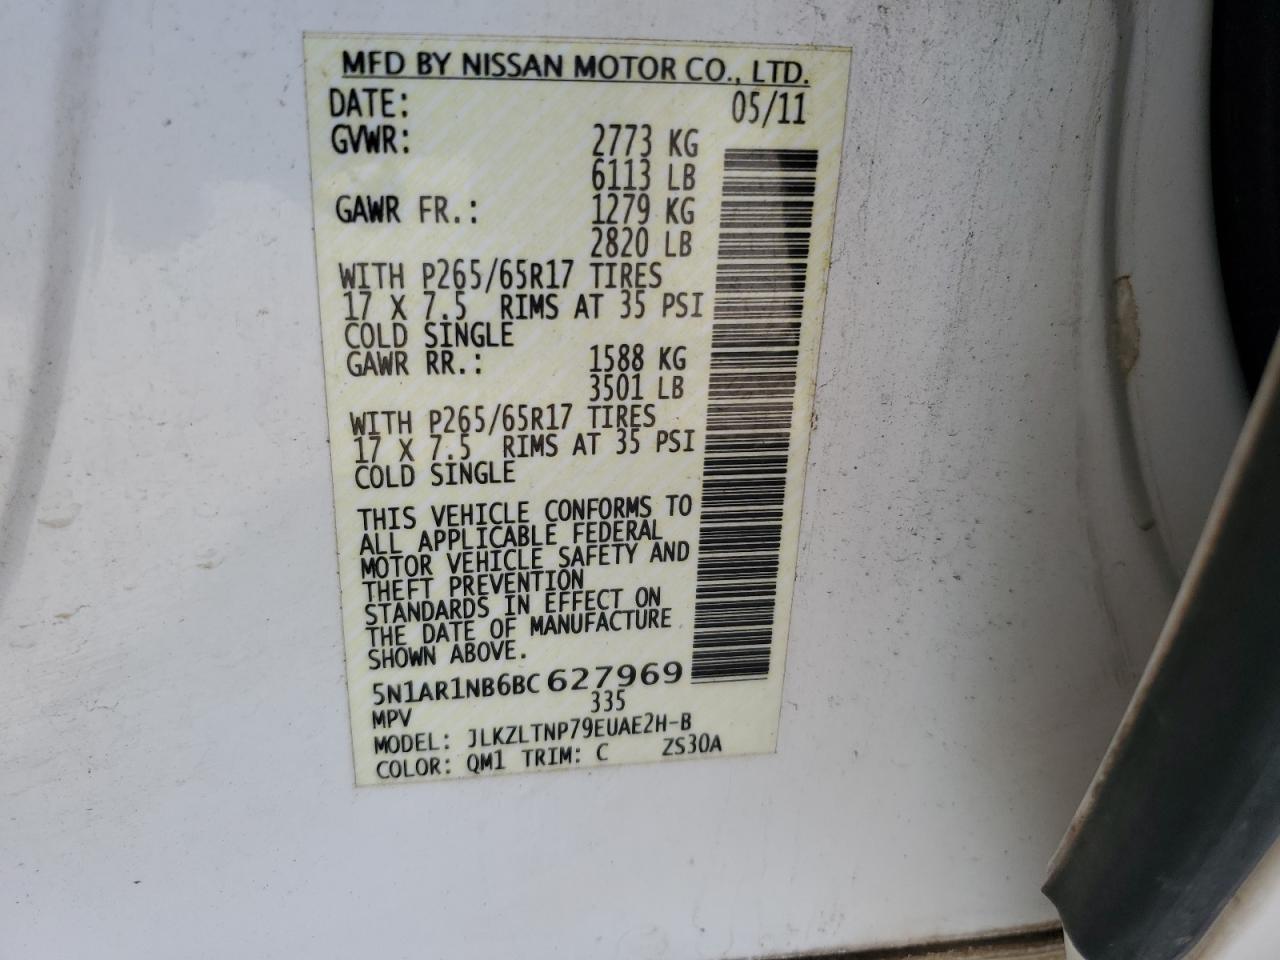 MFD BY NISSAN MOTOR CO., LTD.
DATE: 05/11
GVWR: 2773 KG
6113 LB
GAWR FR.: 1279 KG
2820 LB
WITH P265/65R17 TIRES
17 X 7.5 RIMS AT 35 PSI
COLD SINGLE
GAWR RR.: 1588 KG
3501 LB
WITH P265/65R17 TIRES
17 X 7.5 RIMS AT 35 PSI
COLD SINGLE
THIS VEHICLE CONFORMS TO
ALL APPLICABLE FEDERAL
MOTOR VEHICLE SAFETY AND
THEFT PREVENTION
STANDARDS IN EFFECT ON
THE DATE OF MANUFACTURE
SHOWN ABOVE.
5N1AR1NB6BC627969
MPV 335
MODEL: JLKZLTNP79EUAE2H-B
COLOR: QM1 TRIM: C ZS30A